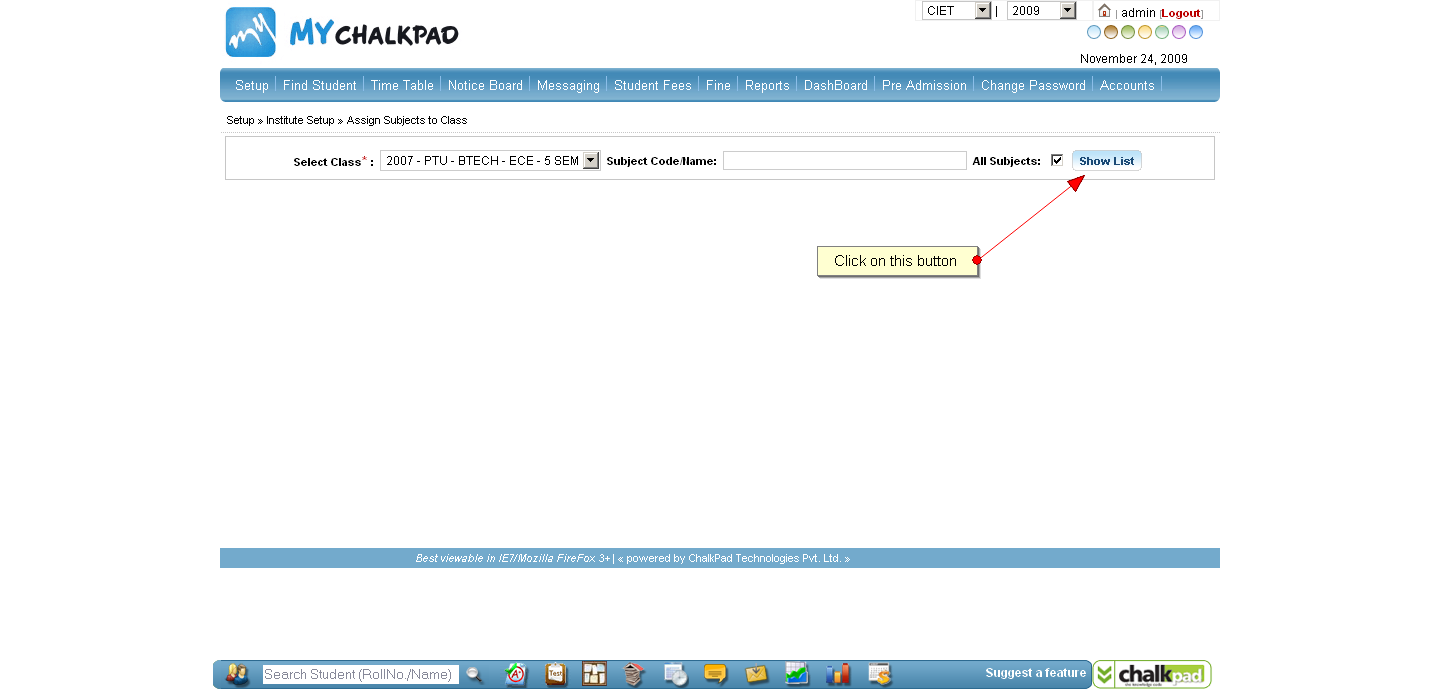 MYCHALKPAD
CIET | 2009 | admin [Logout]
November 24, 2009
Setup Find Student Time Table Notice Board Messaging Student Fees Fine Reports DashBoard Pre Admission Change Password Accounts
Setup » Institute Setup » Assign Subjects to Class
Select Class* : 2007 - PTU - BTECH - ECE - 5 SEM Subject Code/Name: All Subjects: Show List
Click on this button
Best viewable in IE7/Mozilla FireFox 3+| « powered by ChalkPad Technologies Pvt. Ltd. »
Search Student (RollNo./Name) Test Suggest a feature chalkpad